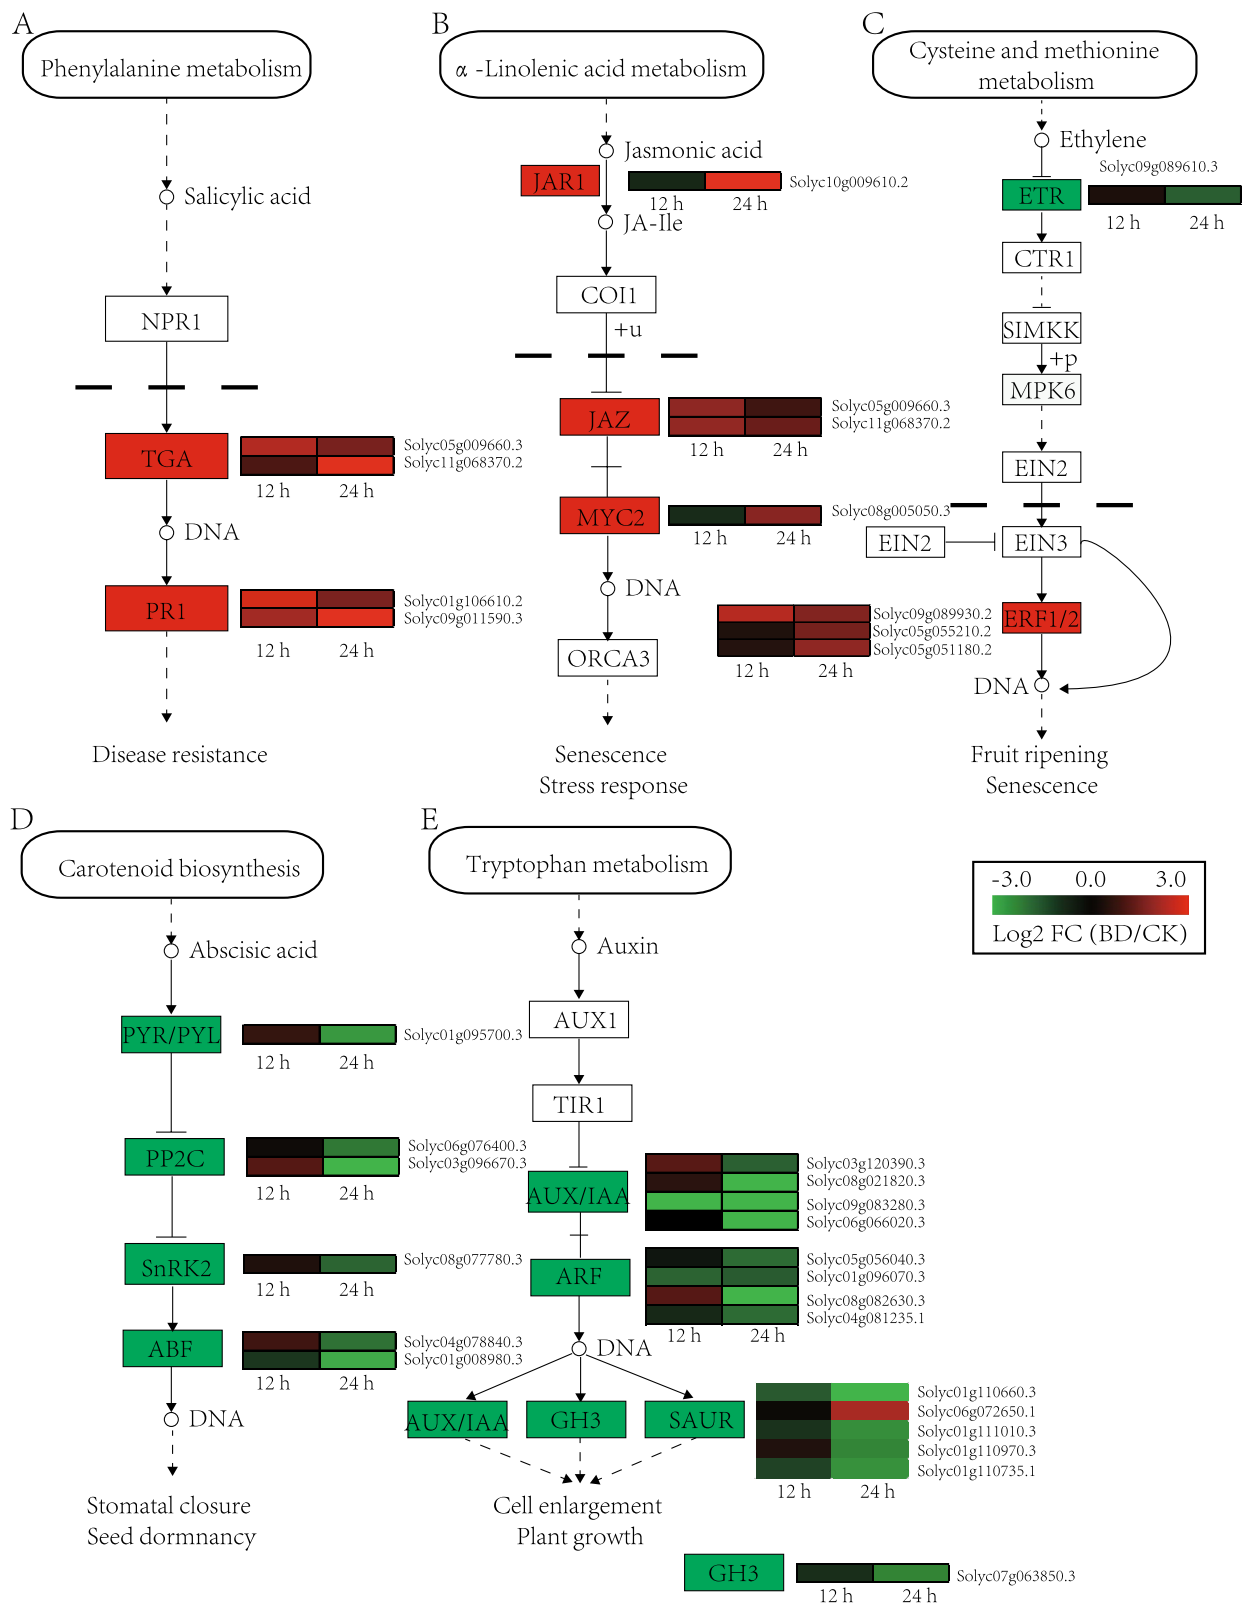 A
Phenylalanine metabolism
Salicylic acid
NPR1
TGA
Solyc05g009660.3
Solyc11g068370.2
12 h 24 h
DNA
PR1
Solyc01g106610.2
Solyc09g011590.3
12 h 24 h
Disease resistance
B
α -Linolenic acid metabolism
Jasmonic acid
JAR1
Solyc10g009610.2
12 h 24 h
JA-Ile
COI1
+u
JAZ
Solyc05g009660.3
Solyc11g068370.2
12 h 24 h
MYC2
Solyc08g005050.3
12 h 24 h
DNA
ORCA3
Senescence
Stress response
C
Cysteine and methionine
metabolism
Ethylene
Solyc09g089610.3
ETR
12 h 24 h
CTR1
SIMKK
+p
MPK6
EIN2
EIN2
EIN3
ERF1/2
Solyc09g089930.2
Solyc05g055210.2
Solyc05g051180.2
12 h 24 h
DNA
Fruit ripening
Senescence
D
Carotenoid biosynthesis
Abscisic acid
PYR/PYL
Solyc01g095700.3
12 h 24 h
PP2C
Solyc06g076400.3
Solyc03g096670.3
12 h 24 h
SnRK2
Solyc08g077780.3
12 h 24 h
ABF
Solyc04g078840.3
Solyc01g008980.3
12 h 24 h
DNA
Stomatal closure
Seed dormnancy
E
Tryptophan metabolism
Auxin
AUX1
TIR1
AUX/IAA
Solyc03g120390.3
Solyc08g021820.3
Solyc09g083280.3
Solyc06g066020.3
ARF
Solyc05g056040.3
Solyc01g096070.3
Solyc08g082630.3
Solyc04g081235.1
12 h 24 h
DNA
AUX/IAA
GH3
SAUR
Solyc01g110660.3
Solyc06g072650.1
Solyc01g111010.3
Solyc01g110970.3
Solyc01g110735.1
12 h 24 h
Cell enlargement
Plant growth
GH3
Solyc07g063850.3
12 h 24 h
-3.0 0.0 3.0
Log2 FC (BD/CK)